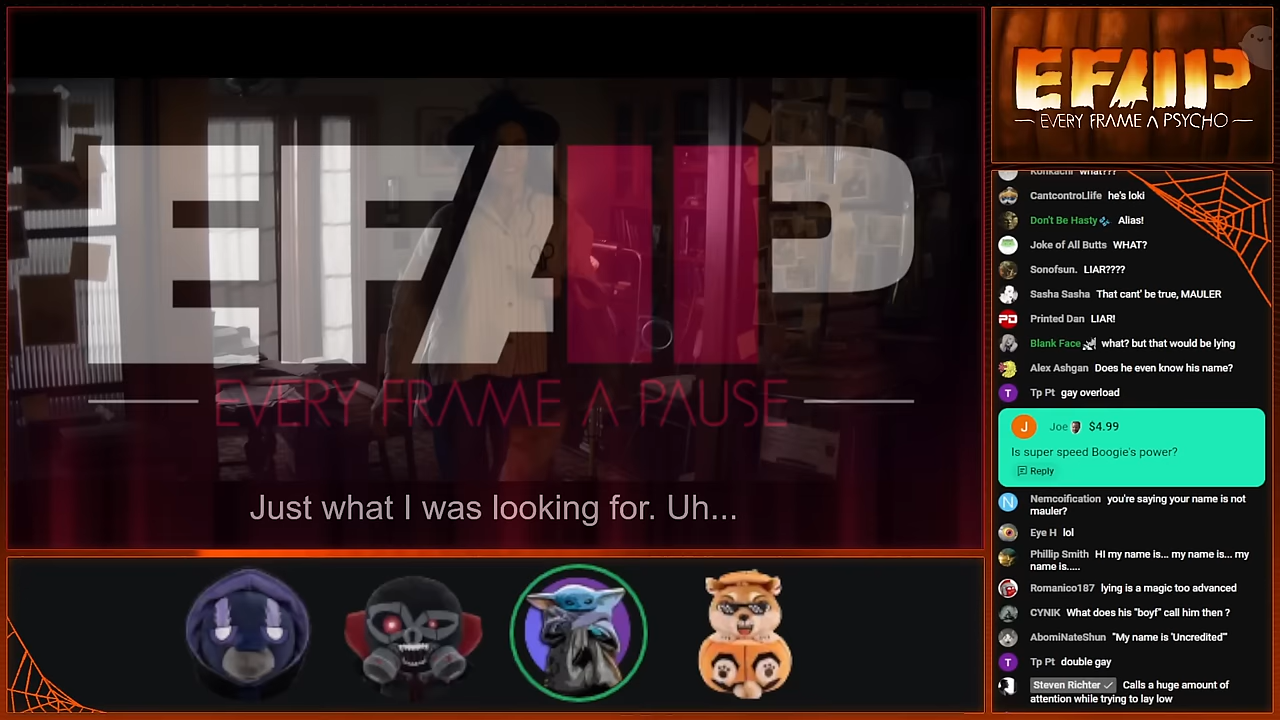 EFAP
EVERY FRAME A PAUSE
Just what I was looking for. Uh...
EFAP
EVERY FRAME A PSYCHO
Konkachi what???
CantcontroLlfe he's loki
Don't Be Hasty Alias!
Joke of All Butts WHAT?
Sonofsun. LIAR????
Sasha Sasha That cant' be true, MAULER
Printed Dan LIAR!
Blank Face what? but that would be lying
Alex Ashgan Does he even know his name?
Tp Pt gay overload
Joe $4.99
Is super speed Boogie's power?
Reply
Nemcoification you're saying your name is not
mauler?
Eye H lol
Phillip Smith HI my name is... my name is... my
name is.....
Romanico187 lying is a magic too advanced
CYNIK What does his "boyf" call him then ?
AbomiNateShun "My name is 'Uncredited'"
Tp Pt double gay
Steven Richter Calls a huge amount of
attention while trying to lay low